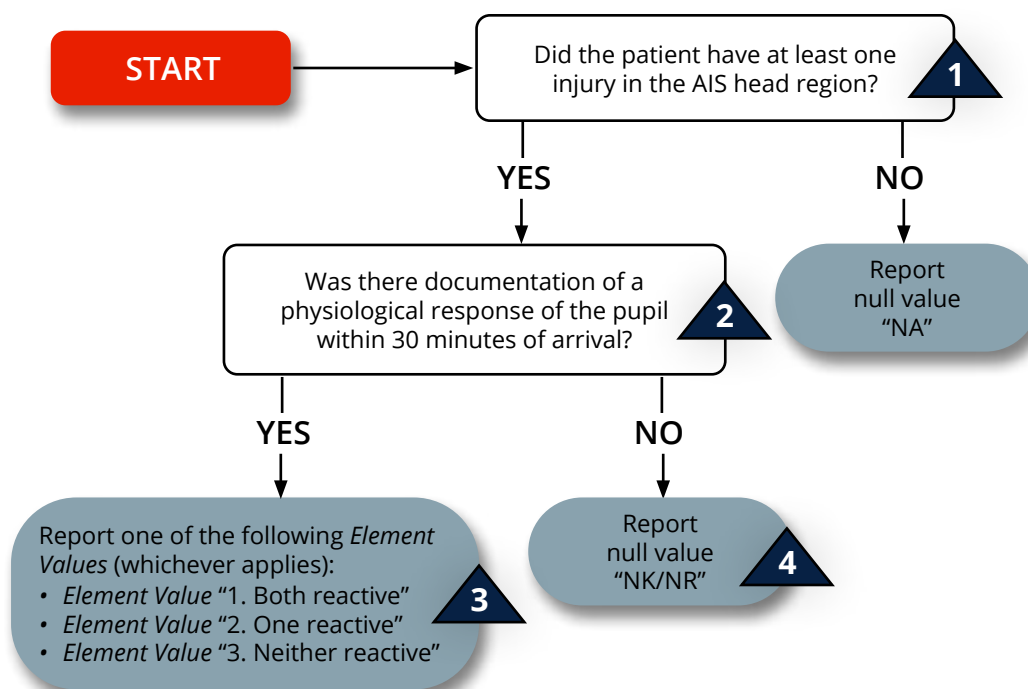 START
Did the patient have at least one
injury in the AIS head region?
1
YES
NO
Was there documentation of a
physiological response of the pupil
within 30 minutes of arrival?
2
Report
null value
“NA”
YES
NO
Report one of the following Element
Values (whichever applies):
• Element Value “1. Both reactive”
• Element Value “2. One reactive”
• Element Value “3. Neither reactive”
3
Report
null value
“NK/NR”
4